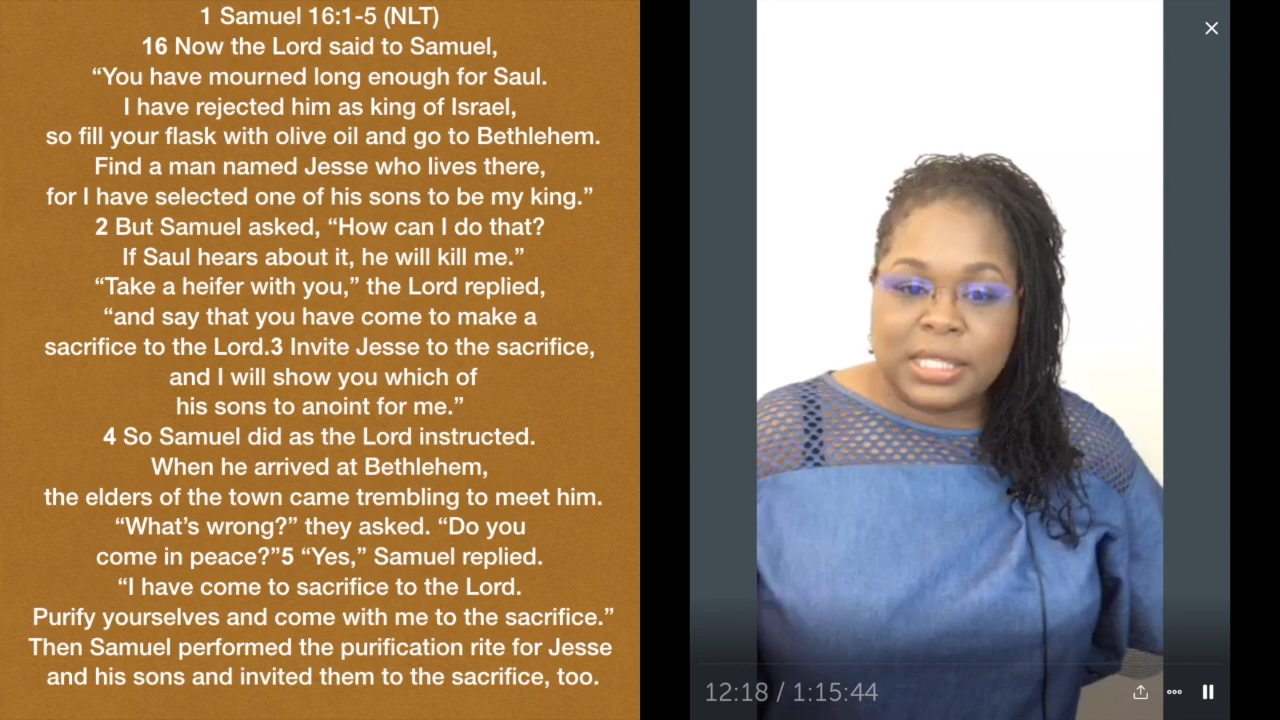 1 Samuel 16:1-5 (NLT)
16 Now the Lord said to Samuel,
“You have mourned long enough for Saul.
I have rejected him as king of Israel,
so fill your flask with olive oil and go to Bethlehem.
Find a man named Jesse who lives there,
for I have selected one of his sons to be my king.”
2 But Samuel asked, “How can I do that?
If Saul hears about it, he will kill me.”
“Take a heifer with you,” the Lord replied,
“and say that you have come to make a
sacrifice to the Lord.3 Invite Jesse to the sacrifice,
and I will show you which of
his sons to anoint for me.”
4 So Samuel did as the Lord instructed.
When he arrived at Bethlehem,
the elders of the town came trembling to meet him.
“What’s wrong?” they asked. “Do you
come in peace?”5 “Yes,” Samuel replied.
“I have come to sacrifice to the Lord.
Purify yourselves and come with me to the sacrifice.”
Then Samuel performed the purification rite for Jesse
and his sons and invited them to the sacrifice, too.
12:18 / 1:15:44